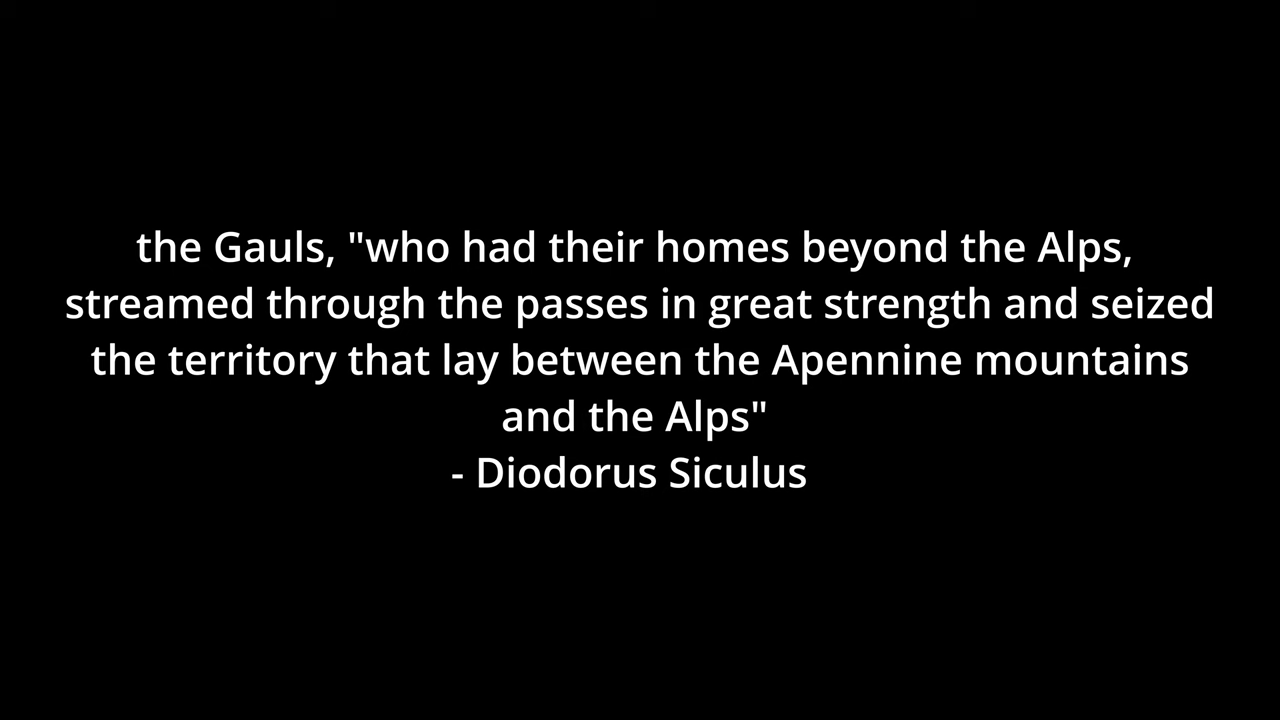 the Gauls, "who had their homes beyond the Alps,
streamed through the passes in great strength and seized
the territory that lay between the Apennine mountains
and the Alps"
- Diodorus Siculus